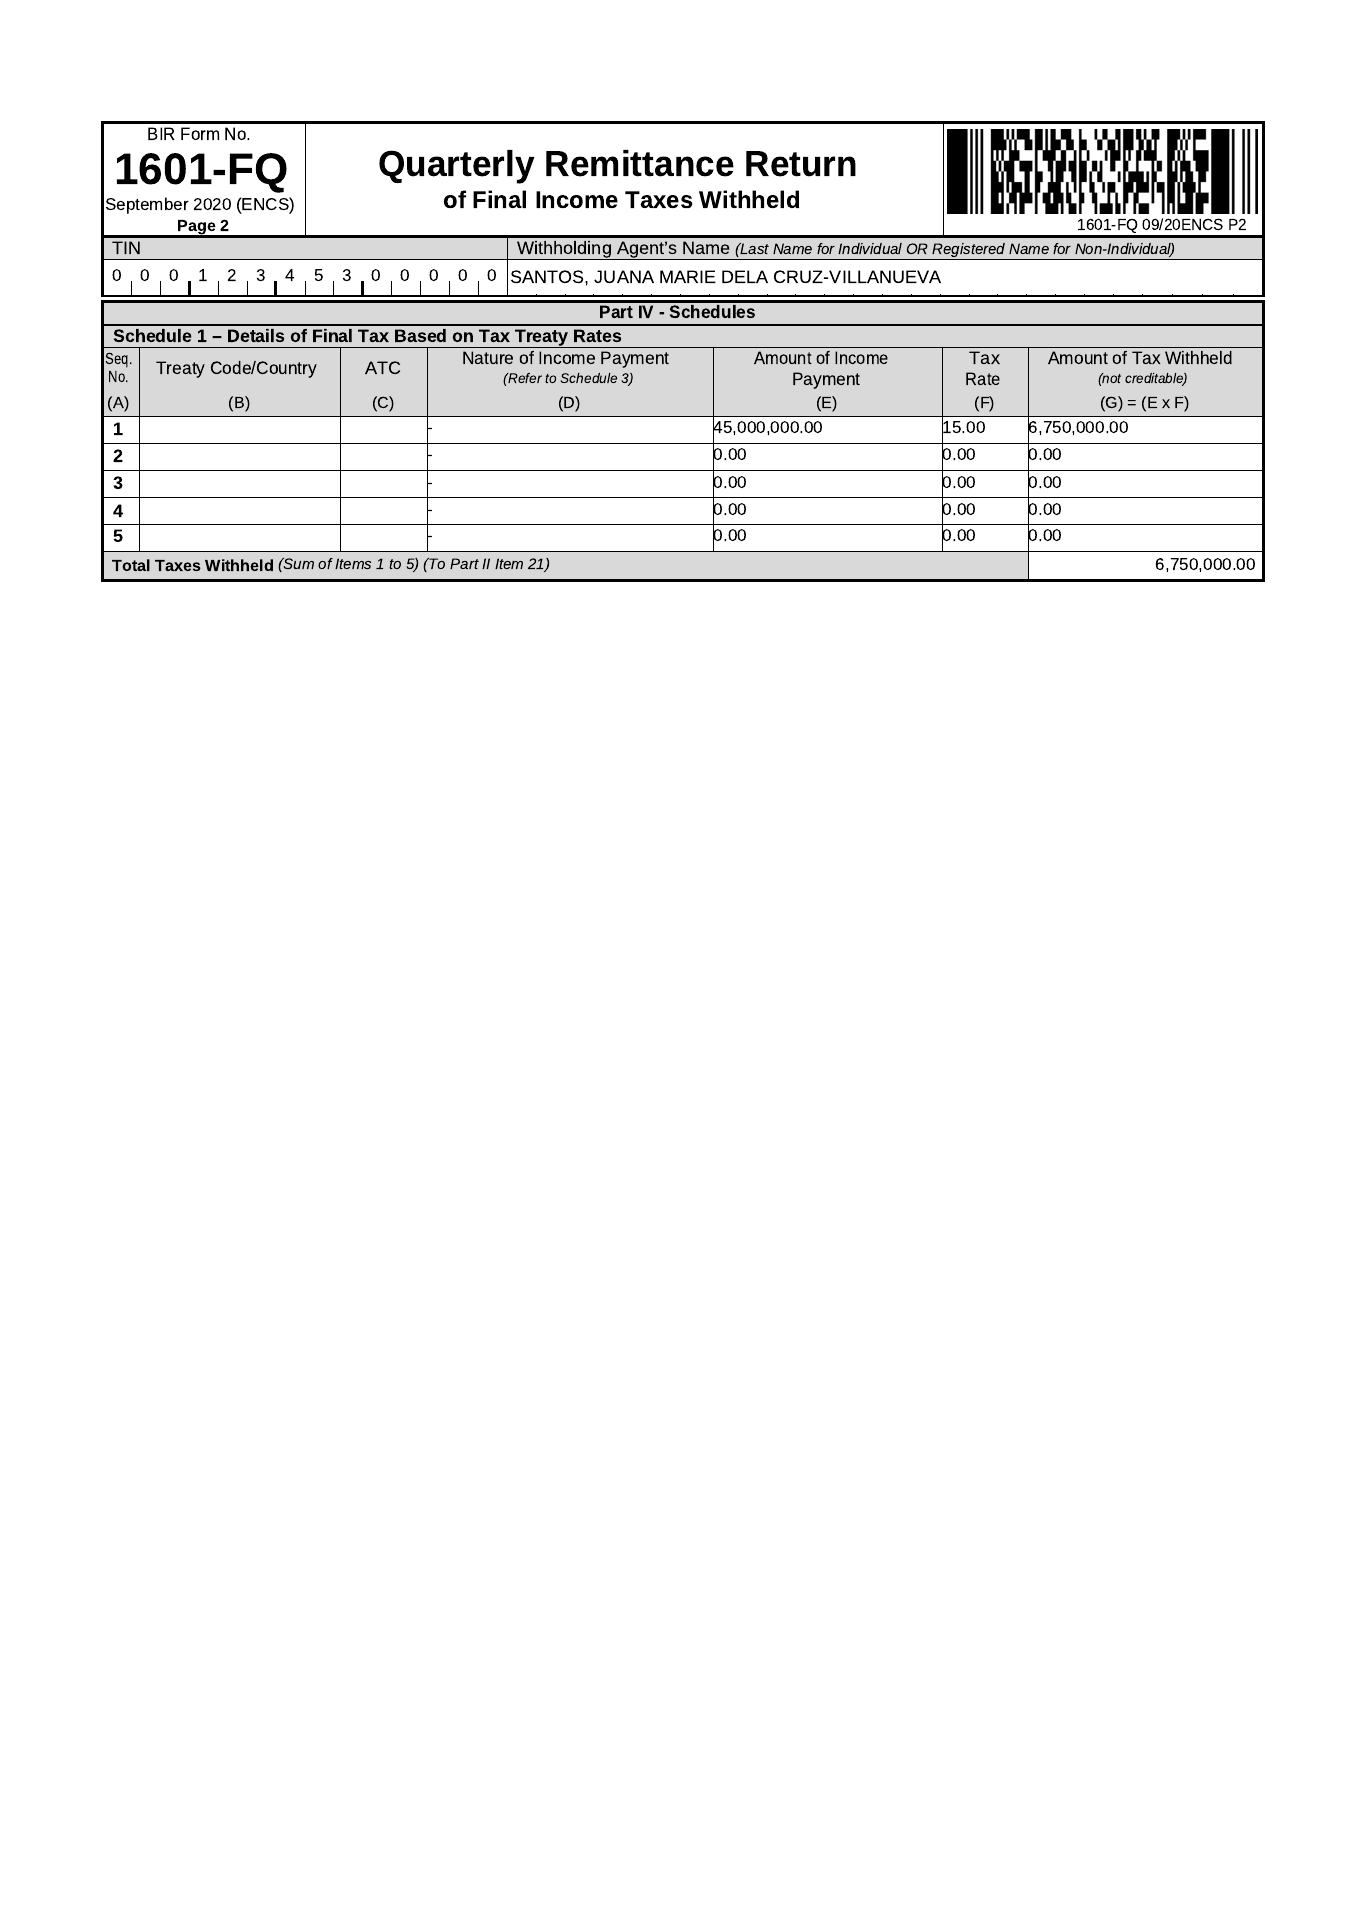 BIR Form No.
1601-FQ
September 2020 (ENCS)
Page 2
Quarterly Remittance Return
of Final Income Taxes Withheld
1601-FQ 09/20ENCS P2
TIN
Withholding Agent's Name (Last Name for Individual OR Registered Name for Non-Individual)
0 0 0 1 2 3 4 5 3 0 0 0 0 0
SANTOS, JUANA MARIE DELA CRUZ-VILLANUEVA
Part IV - Schedules
Schedule 1 – Details of Final Tax Based on Tax Treaty Rates
Seq. No. (A)
Treaty Code/Country (B)
ATC (C)
Nature of Income Payment (Refer to Schedule 3) (D)
Amount of Income Payment (E)
Tax Rate (F)
Amount of Tax Withheld (not creditable) (G) = (E x F)
1 - 45,000,000.00 15.00 6,750,000.00
2 - 0.00 0.00 0.00
3 - 0.00 0.00 0.00
4 - 0.00 0.00 0.00
5 - 0.00 0.00 0.00
Total Taxes Withheld (Sum of Items 1 to 5) (To Part II Item 21) 6,750,000.00